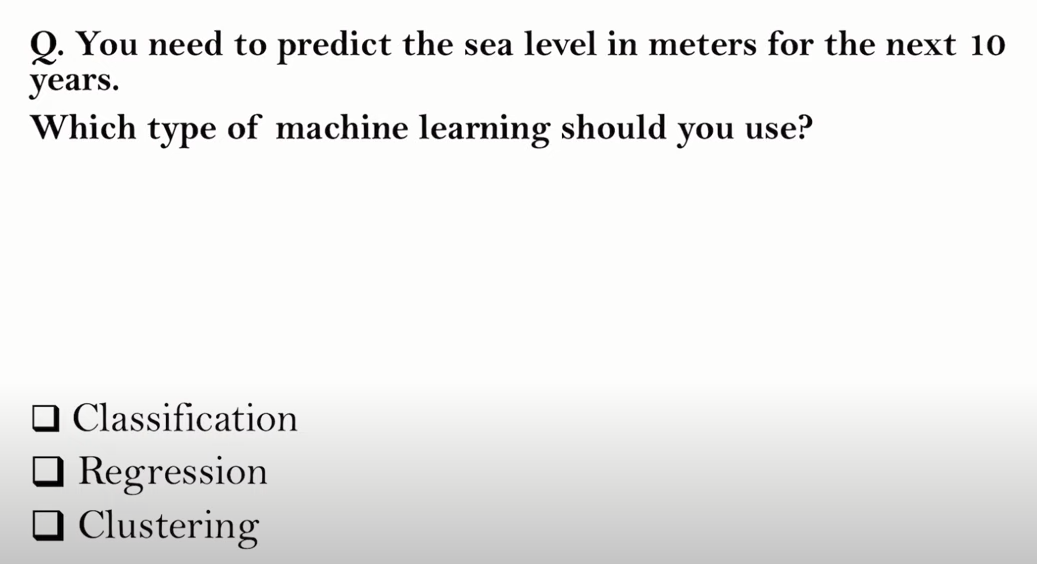 Q. You need to predict the sea level in meters for the next 10
years.
Which type of machine learning should you use?
❑ Classification
❑ Regression
❑ Clustering